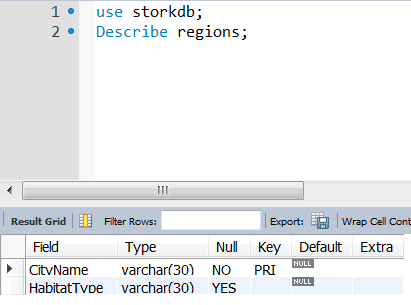 1 use storkdb;
2 Describe regions;
Result Grid Filter Rows: Export: Wrap Cell Cont
Field Type Null Key Default Extra
CityName varchar(30) NO PRI NULL
HabitatType varchar(30) YES NULL